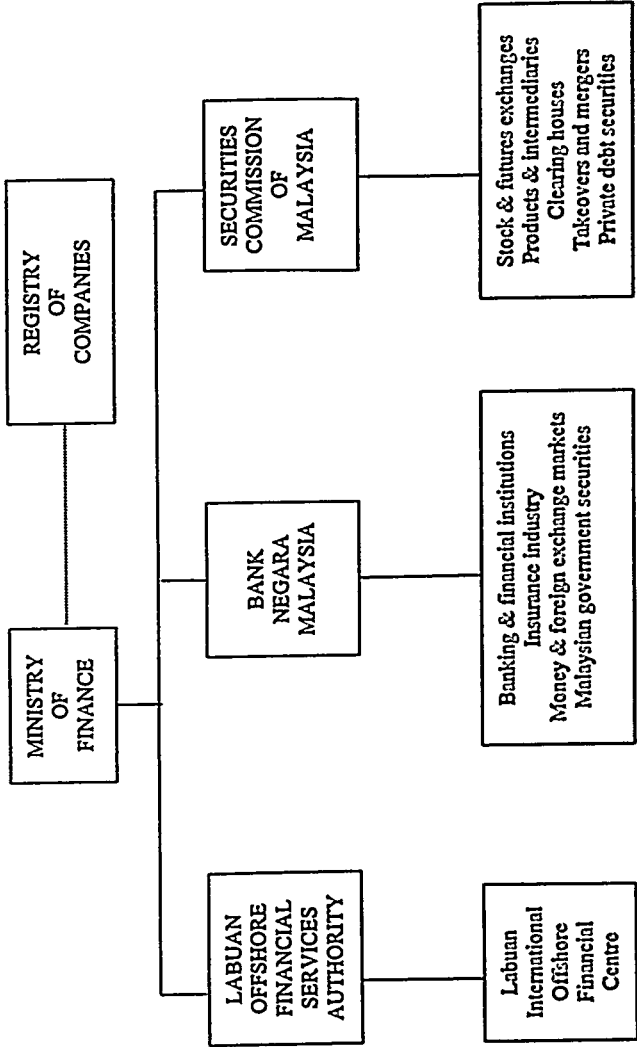 MINISTRY
OF
FINANCE
REGISTRY
OF
COMPANIES
LABUAN
OFFSHORE
FINANCIAL
SERVICES
AUTHORITY
BANK
NEGARA
MALAYSIA
SECURITIES
COMMISSION
OF
MALAYSIA
Labuan
International
Offshore
Financial
Centre
Banking & financial institutions
Insurance industry
Money & foreign exchange markets
Malaysian government securities
Stock & futures exchanges
Products & intermediaries
Clearing houses
Takeovers and mergers
Private debt securities